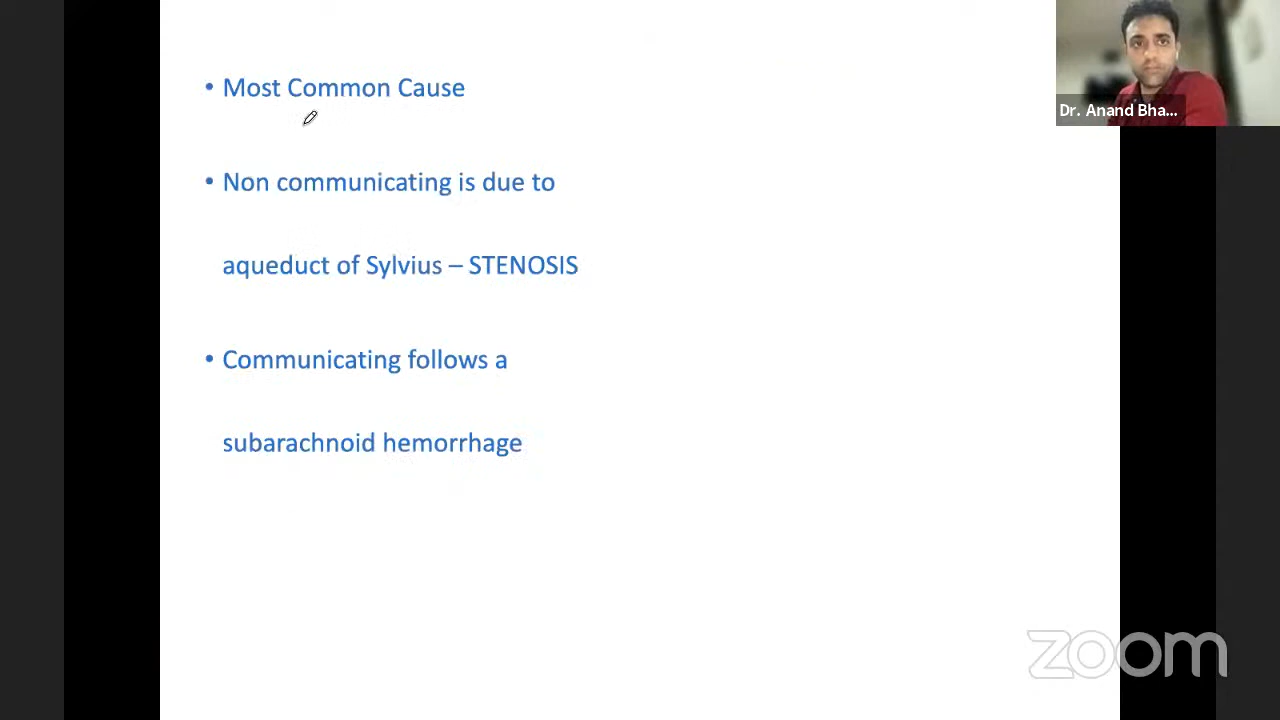 • Most Common Cause
• Non communicating is due to
aqueduct of Sylvius – STENOSIS
• Communicating follows a
subarachnoid hemorrhage
Dr. Anand Bha...
zoom